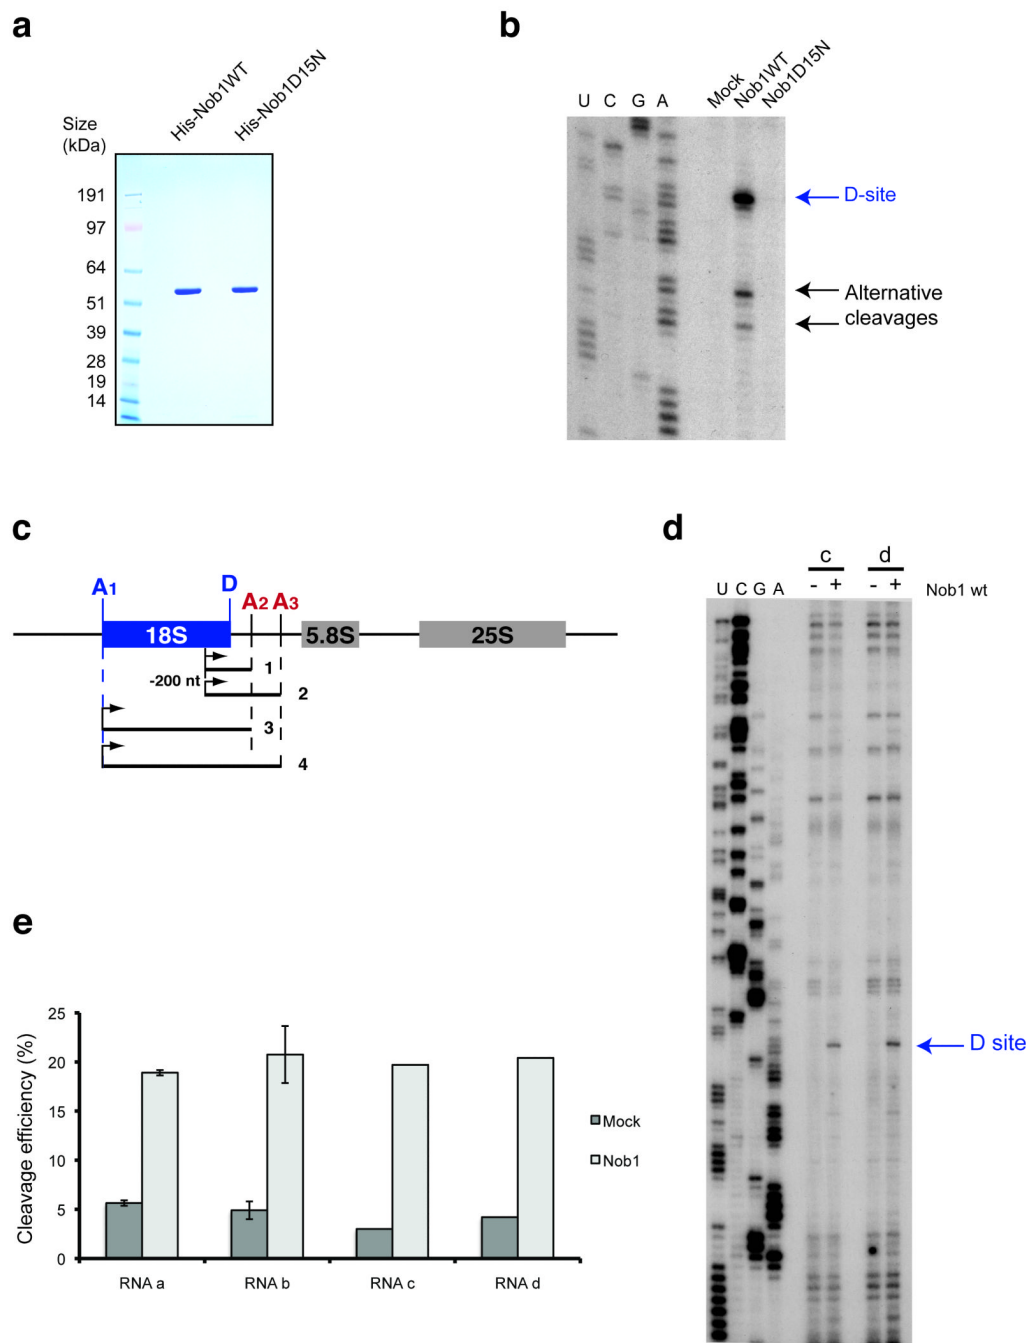 a
Size
(kDa)
His-Nob1WT
His-Nob1D15N
191
97
64
51
39
28
19
14
b
U C G A
Mock
Nob1WT
Nob1D15N
D-site
Alternative
cleavages
c
A1 D A2 A3
18S 5.8S 25S
1
-200 nt
2
3
4
d
c d
U C G A - + - + Nob1 wt
D site
e
Cleavage efficiency (%)
25
20
15
10
5
0
RNA a RNA b RNA c RNA d
Mock
Nob1